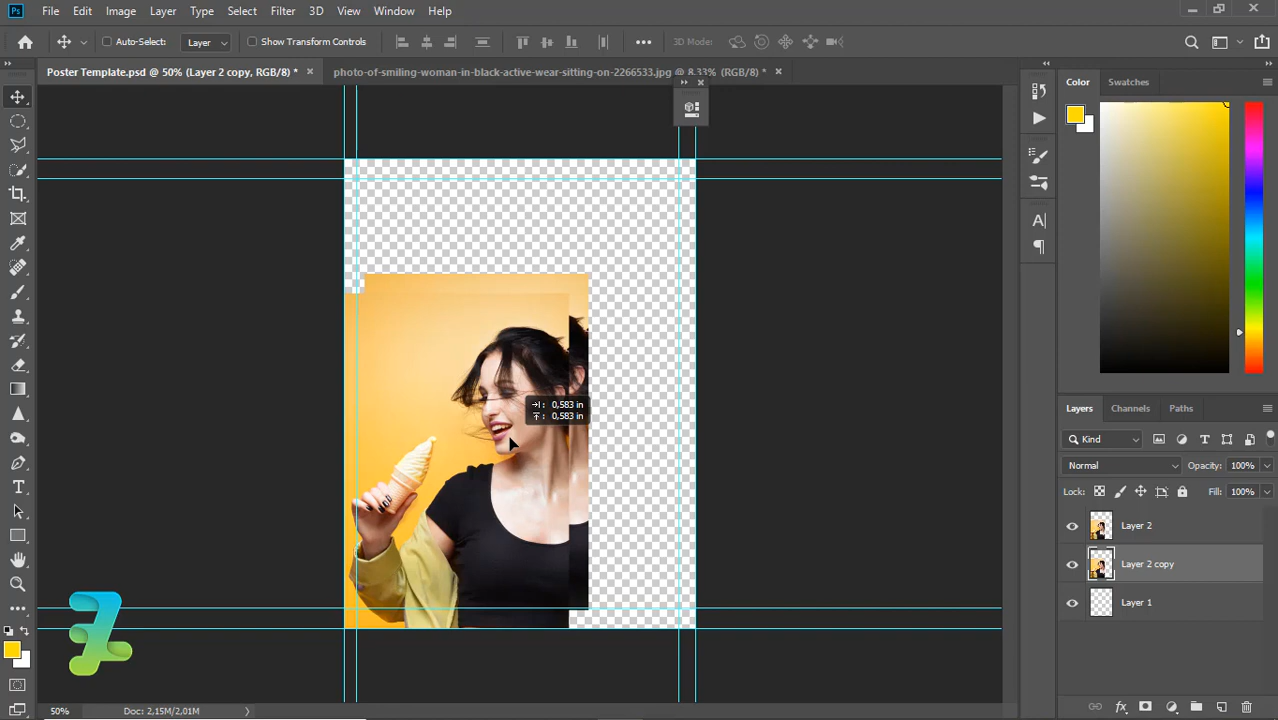 Ps File Edit Image Layer Type Select Filter 3D View Window Help
Auto-Select: Layer Show Transform Controls 3D Mode:
Poster Template.psd @ 50% (Layer 2 copy, RGB/8) * photo-of-smiling-woman-in-black-active-wear-sitting-on-2266533.jpg @ 8.33% (RGB/8) *
Color Swatches
0,583 in
0,583 in
Layers Channels Paths
Kind
Normal Opacity: 100%
Lock: Fill: 100%
Layer 2
Layer 2 copy
Layer 1
50% Doc: 2,15M/2,01M